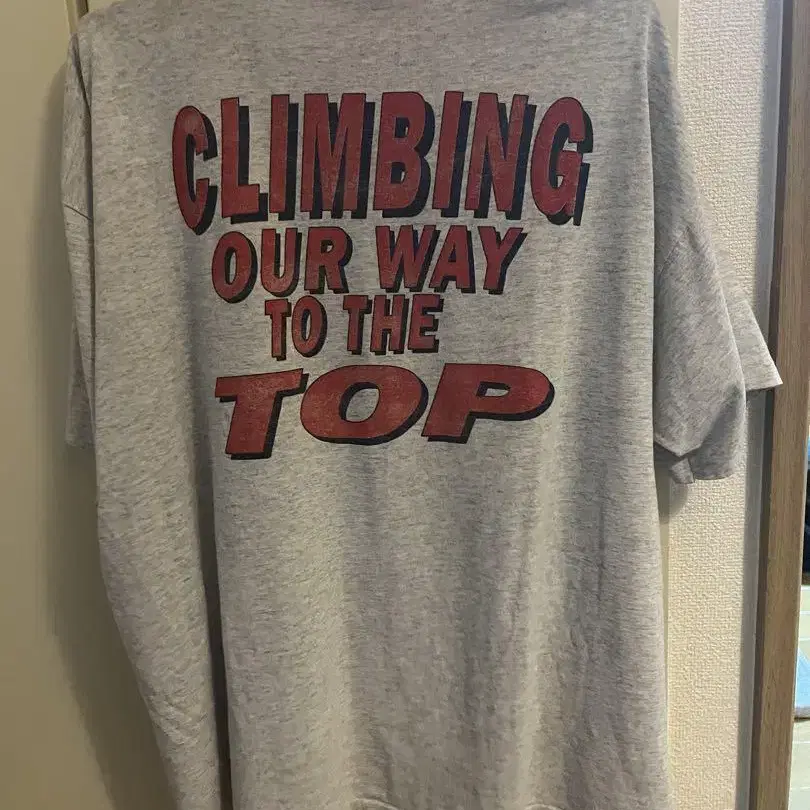 CLIMBING
OUR WAY
TO THE
TOP